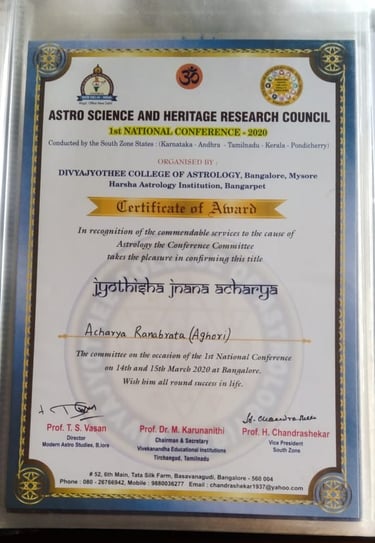 ॐ
ASTRO SCIENCE AND HERITAGE RESEARCH COUNCIL
1st NATIONAL CONFERENCE - 2020
Conducted by the South Zone States : (Karnataka - Andhra - Tamilnadu - Kerala - Pondicherry)
ORGANISED BY :
DIVYAJYOTHEE COLLEGE OF ASTROLOGY, Bangalore, Mysore
Harsha Astrology Institution, Bangarpet
Certificate of Award
In recognition of the commendable services to the cause of
Astrology the Conference Committee
takes the pleasure in confirming this title
jyothisha jnana acharya
Acharya Ranabrata (Aghori)
The committee on the occasion of the 1st National Conference
on 14th and 15th March 2020 at Bangalore.
Wish him all round success in life.
Prof. T. S. Vasan
Director
Modern Astro Studies, B.lore
Prof. Dr. M. Karunanithi
Chairman & Secretary
Vivekanandha Educational Institutions
Tirchangud, Tamilnadu
Prof. H. Chandrashekar
Vice President
South Zone
# 52, 6th Main, Tata Silk Farm, Basavanagudi, Bangalore - 560 004
Phone : 080 - 26766942, Mobile : 9880036277 Email : chandrashekar1937@yahoo.com